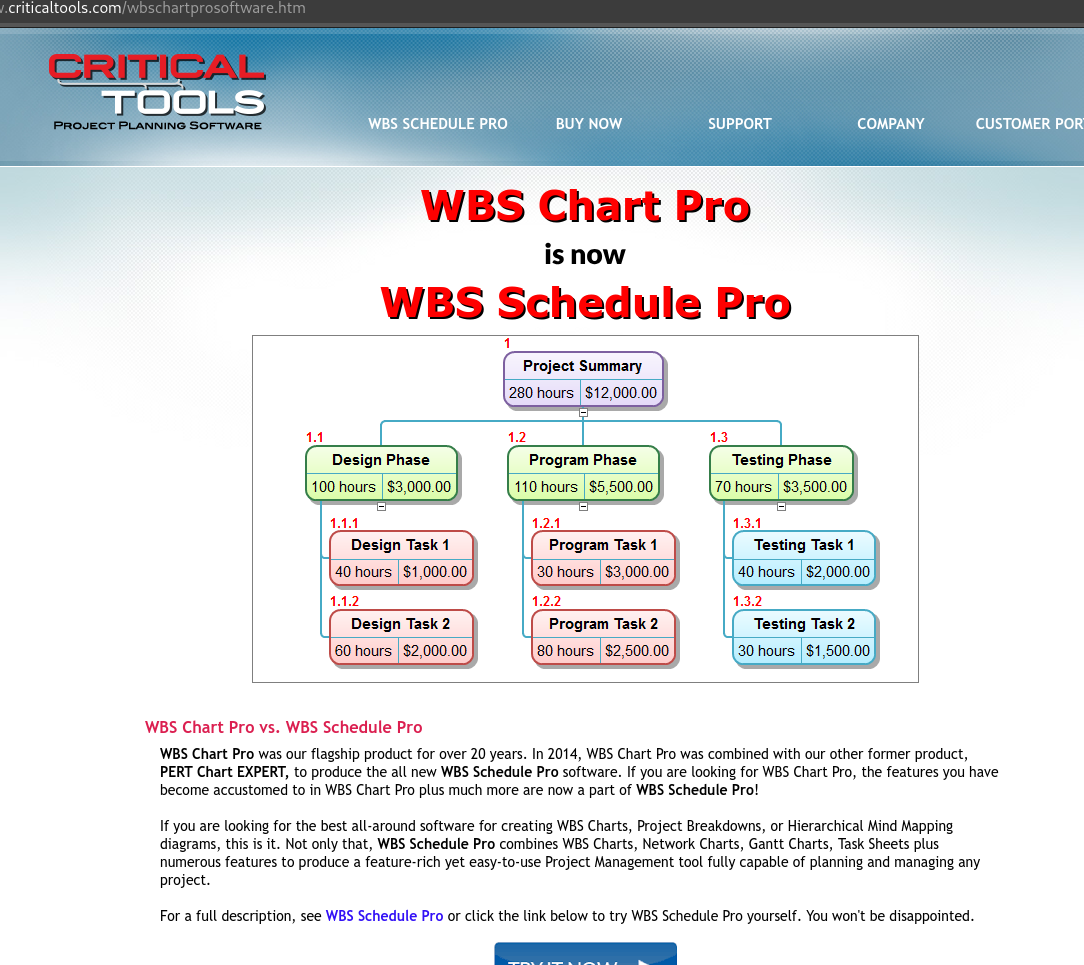 .criticaltools.com/wbschartprosoftware.htm
CRITICAL
TOOLS
PROJECT PLANNING SOFTWARE
WBS SCHEDULE PRO BUY NOW SUPPORT COMPANY CUSTOMER POR
WBS Chart Pro
is now
WBS Schedule Pro
1
Project Summary
280 hours $12,000.00
1.1 1.2 1.3
Design Phase Program Phase Testing Phase
100 hours $3,000.00 110 hours $5,500.00 70 hours $3,500.00
1.1.1 1.2.1 1.3.1
Design Task 1 Program Task 1 Testing Task 1
40 hours $1,000.00 30 hours $3,000.00 40 hours $2,000.00
1.1.2 1.2.2 1.3.2
Design Task 2 Program Task 2 Testing Task 2
60 hours $2,000.00 80 hours $2,500.00 30 hours $1,500.00
WBS Chart Pro vs. WBS Schedule Pro
WBS Chart Pro was our flagship product for over 20 years. In 2014, WBS Chart Pro was combined with our other former product,
PERT Chart EXPERT, to produce the all new WBS Schedule Pro software. If you are looking for WBS Chart Pro, the features you have
become accustomed to in WBS Chart Pro plus much more are now a part of WBS Schedule Pro!
If you are looking for the best all-around software for creating WBS Charts, Project Breakdowns, or Hierarchical Mind Mapping
diagrams, this is it. Not only that, WBS Schedule Pro combines WBS Charts, Network Charts, Gantt Charts, Task Sheets plus
numerous features to produce a feature-rich yet easy-to-use Project Management tool fully capable of planning and managing any
project.
For a full description, see WBS Schedule Pro or click the link below to try WBS Schedule Pro yourself. You won't be disappointed.
TRY IT NOW